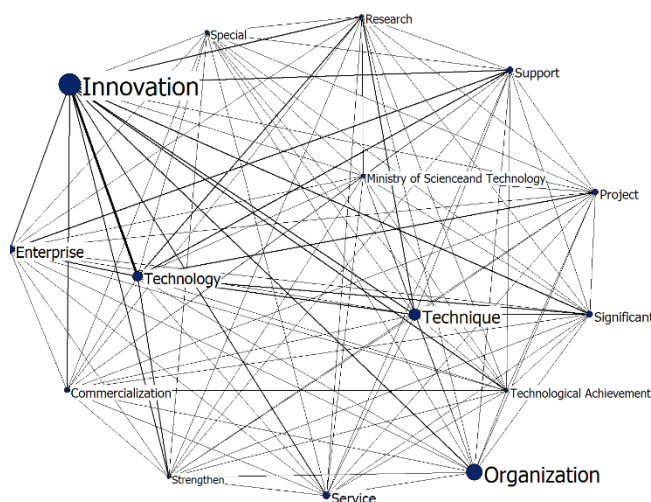 Research
Special
Support
Innovation
Ministry of Scienceand Technology
Project
Enterprise
Technology
Technique
Significant
Commercialization
Technological Achievement
Strengthen
Organization
Service